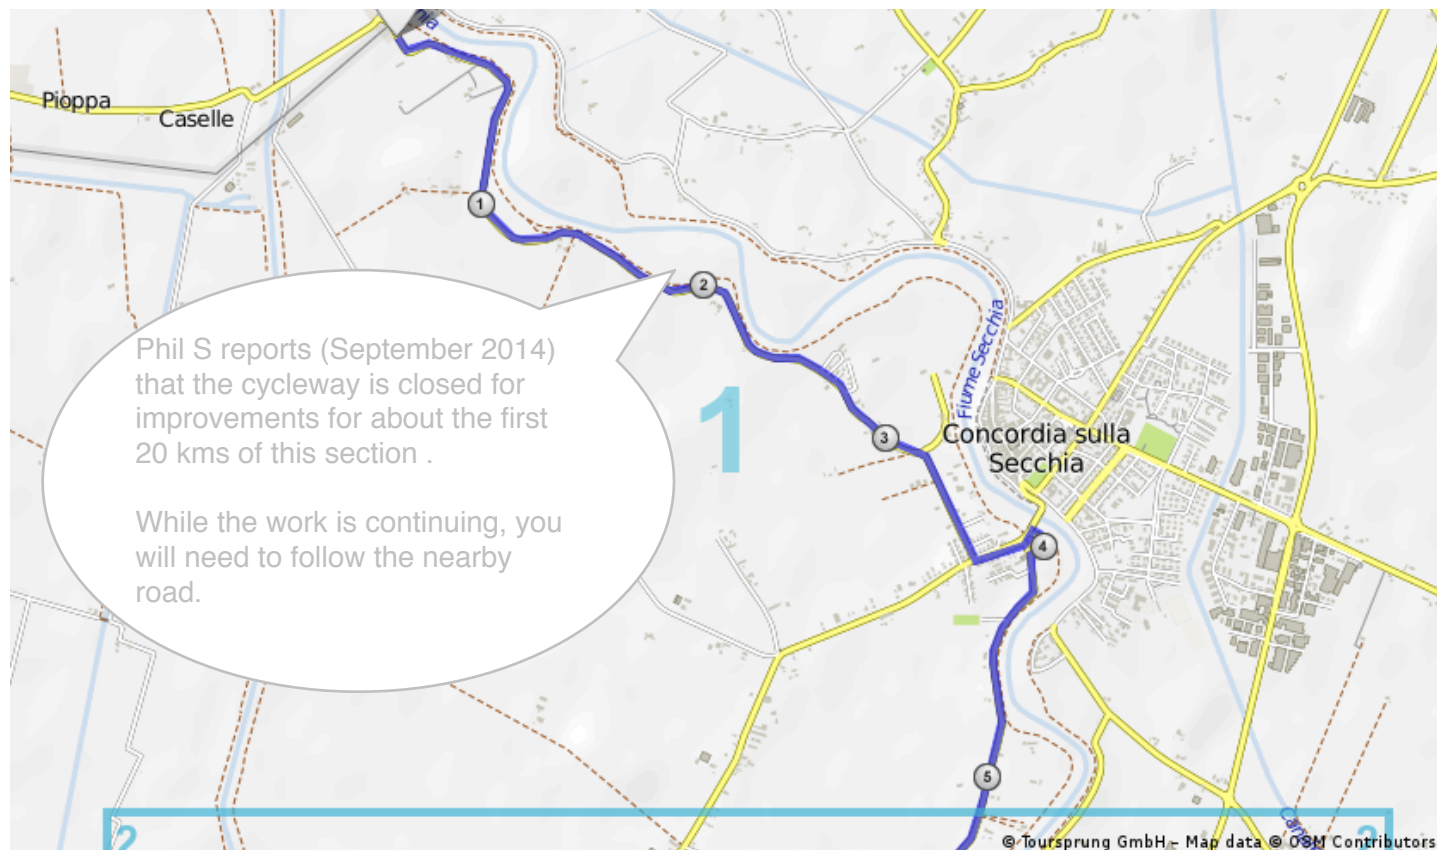 Pioppa
Caselle
1
2
Phil S reports (September 2014)
that the cycleway is closed for
improvements for about the first
20 kms of this section .
While the work is continuing, you
will need to follow the nearby
road.
1
3
Fiume Secchia
Concordia sulla
Secchia
4
5
2
2
© Toursprung GmbH – Map data © OSM Contributors